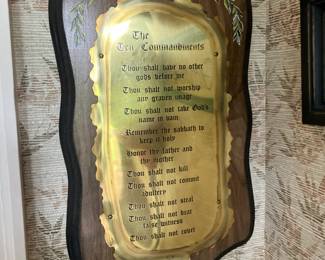 The
Ten Commandments
Thou shalt have no other
gods before me
Thou shalt not worship
any graven image
Thou shalt not take God's
name in vain
Remember the sabbath to
keep it holy
Honor thy father and
thy mother
Thou shalt not kill
Thou shalt not commit
adultery
Thou shalt not steal
Thou shalt not bear
false witness
Thou shalt not covet